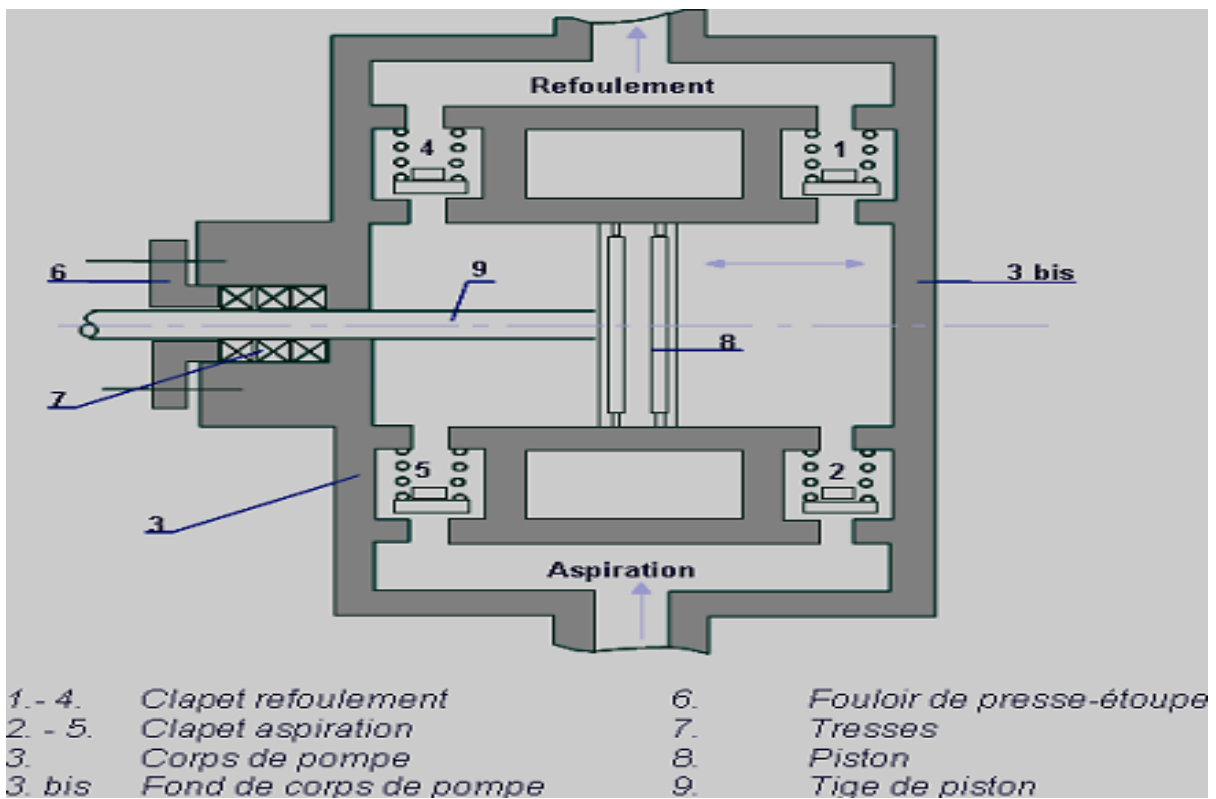 Refoulement
4
1
6
9
3 bis
8
7
5
2
3
Aspiration
1.- 4. Clapet refoulement
2. - 5. Clapet aspiration
3. Corps de pompe
3. bis Fond de corps de pompe
6. Fouloir de presse-étoupe
7. Tresses
8. Piston
9. Tige de piston